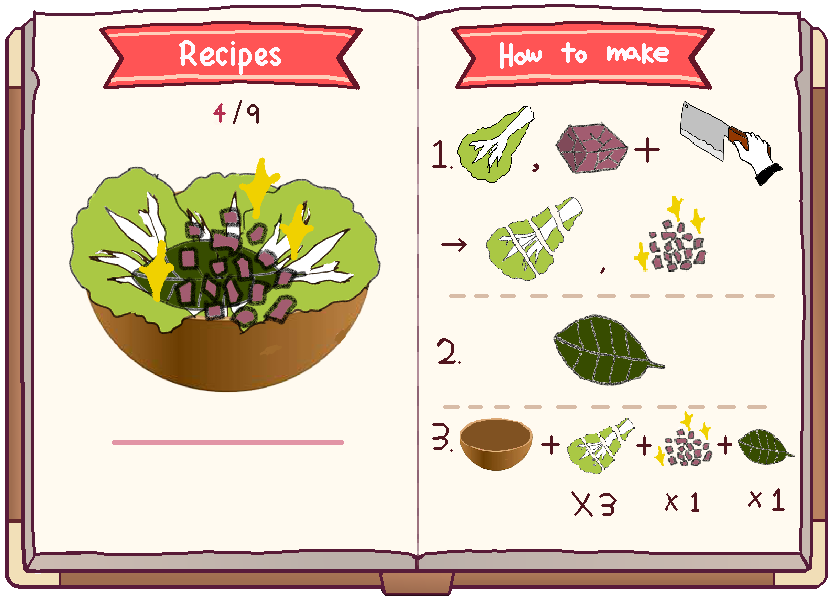 Recipes
4/9
How to make
1. , +
→ ,
2.
3. + + +
X3 X1 X1